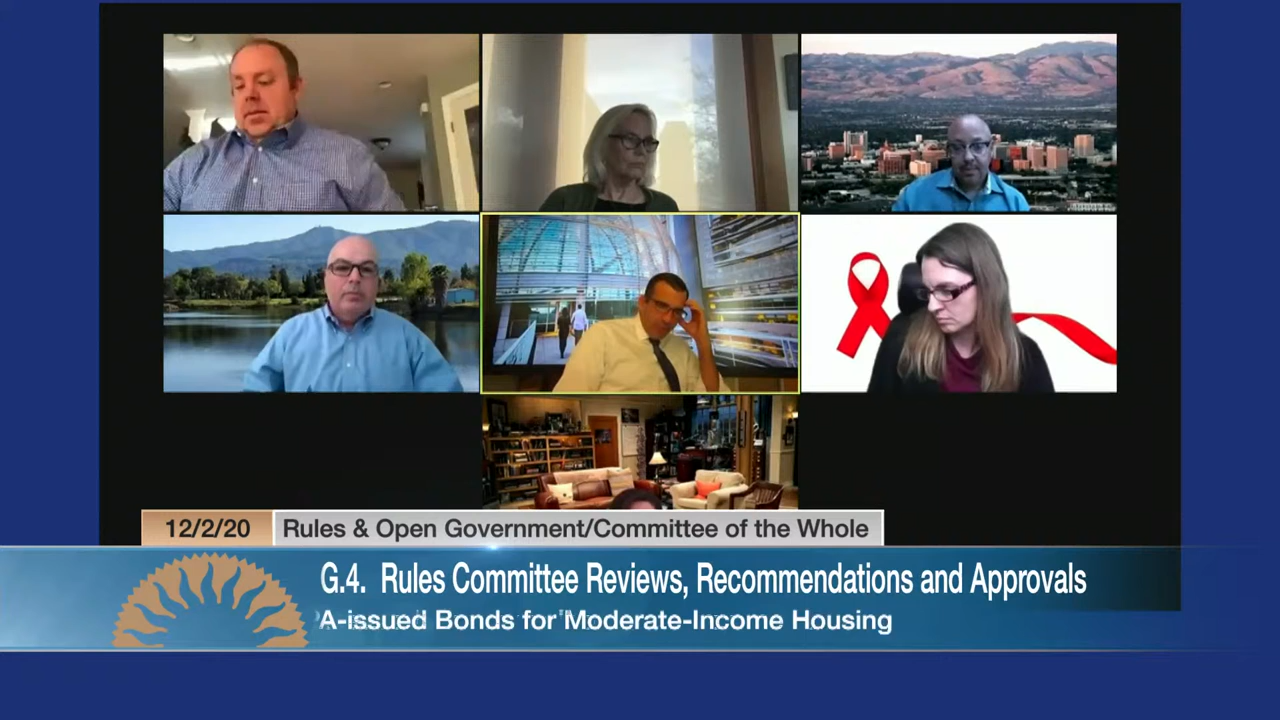 12/2/20
Rules & Open Government/Committee of the Whole
G.4. Rules Committee Reviews, Recommendations and Approvals
A-issued Bonds for Moderate-Income Housing